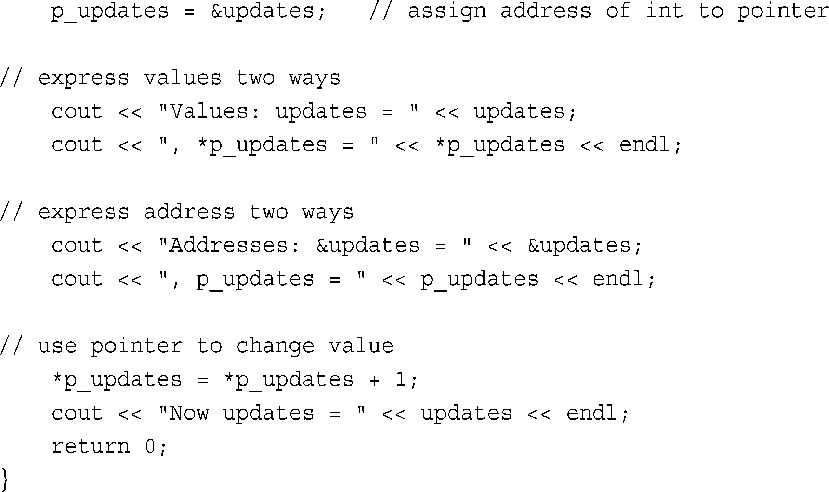 p_updates = &updates;   // assign address of int to pointer
// express values two ways
cout << "Values: updates = " << updates;
cout << ", *p_updates = " << *p_updates << endl;
// express address two ways
cout << "Addresses: &updates = " << &updates;
cout << ", p_updates = " << p_updates << endl;
// use pointer to change value
*p_updates = *p_updates + 1;
cout << "Now updates = " << updates << endl;
return 0;
}